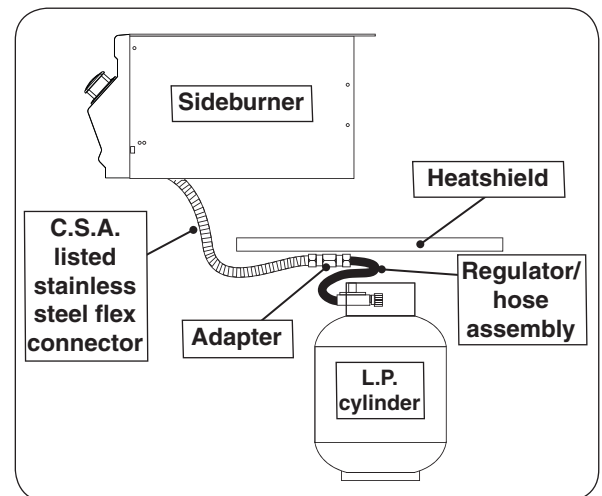 Sideburner
Heatshield
C.S.A.
listed
stainless
steel flex
connector
Adapter
Regulator/
hose
assembly
L.P.
cylinder